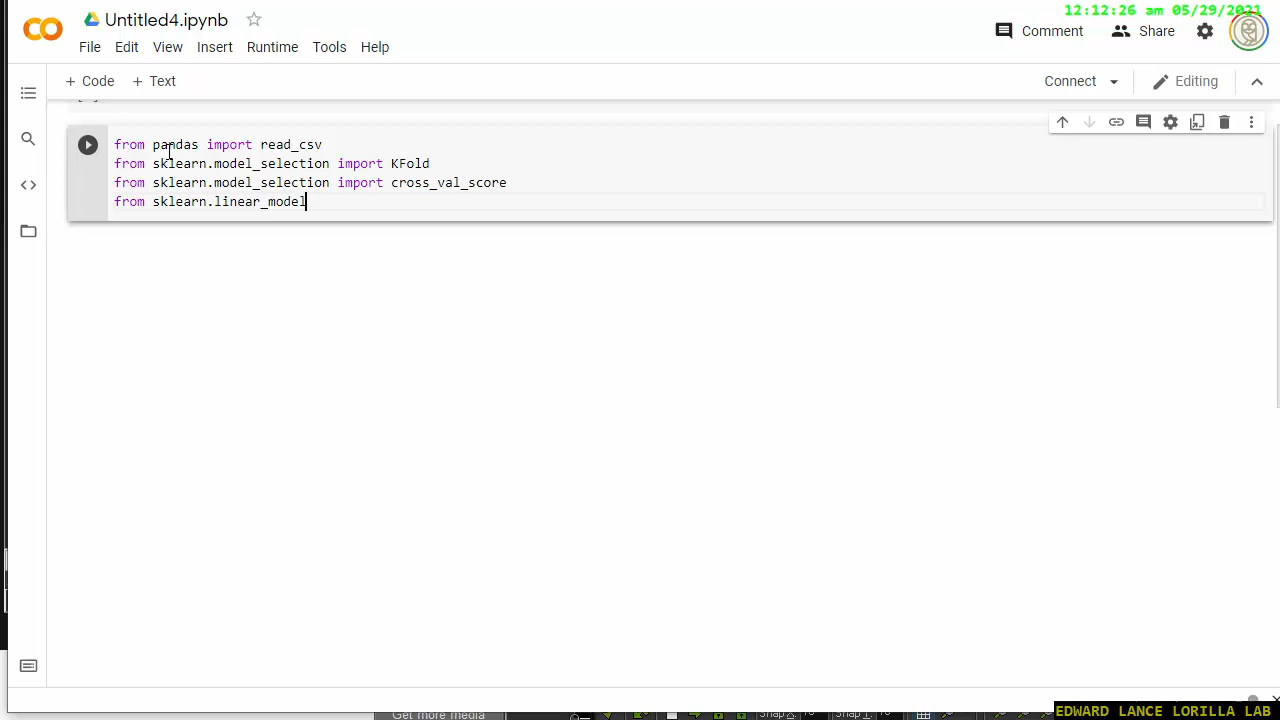 12:12:26 am 05/29/2021
Untitled4.ipynb
Comment
Share
File Edit View Insert Runtime Tools Help
+ Code + Text
Connect
Editing
from pandas import read_csv
from sklearn.model_selection import KFold
from sklearn.model_selection import cross_val_score
from sklearn.linear_model
EDWARD LANCE LORILLA LAB
Get more media